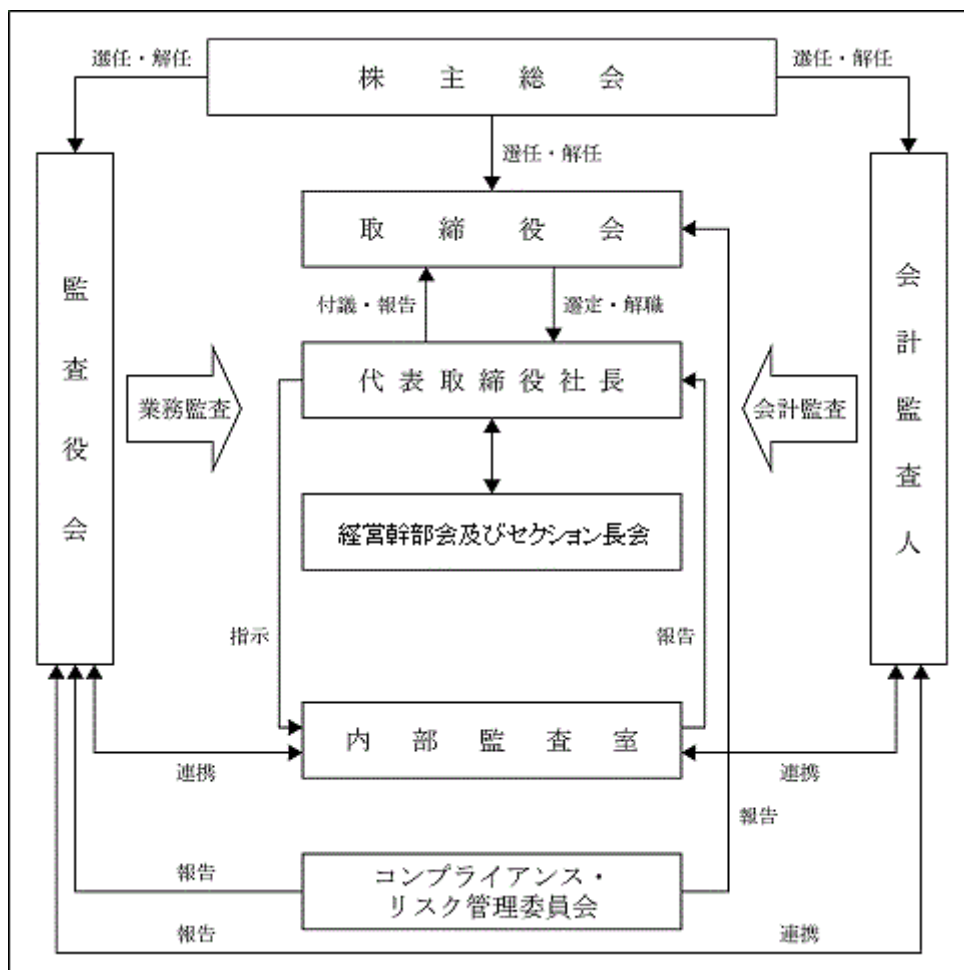 選任・解任
株主総会
選任・解任
選任・解任
取締役会
付議・報告
選定・解職
監査役会
業務監査
代表取締役社長
会計監査
会計監査人
経営幹部会及びセクション長会
指示
報告
内部監査室
連携
連携
報告
報告
コンプライアンス・
リスク管理委員会
報告
連携